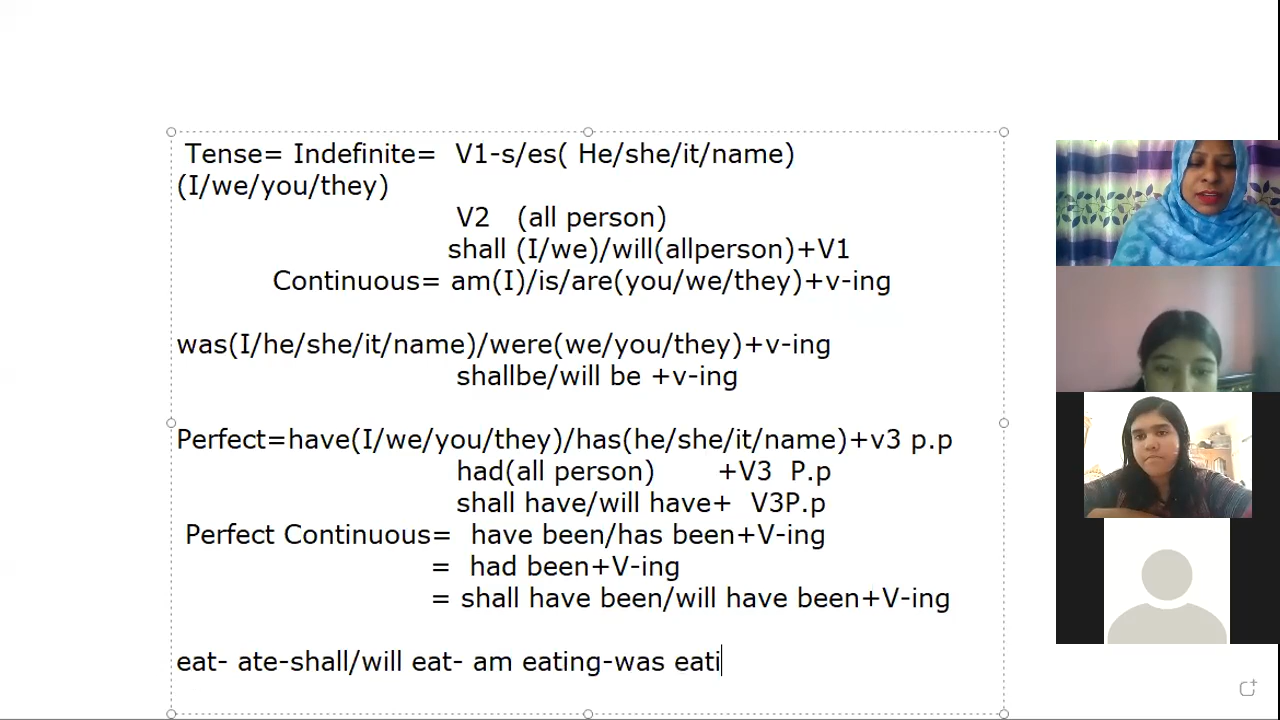 Tense= Indefinite= V1-s/es( He/she/it/name)
(I/we/you/they)
V2 (all person)
shall (I/we)/will(allperson)+V1
Continuous= am(I)/is/are(you/we/they)+v-ing
was(I/he/she/it/name)/were(we/you/they)+v-ing
shallbe/will be +v-ing
Perfect=have(I/we/you/they)/has(he/she/it/name)+v3 p.p
had(all person) +V3 P.p
shall have/will have+ V3P.p
Perfect Continuous= have been/has been+V-ing
= had been+V-ing
= shall have been/will have been+V-ing
eat- ate-shall/will eat- am eating-was eati